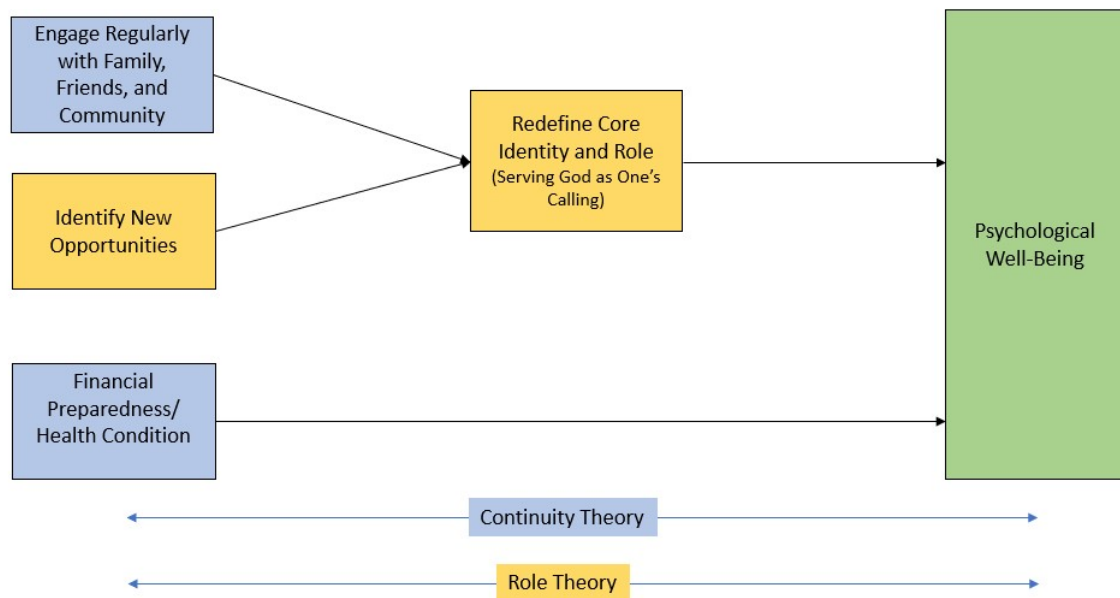 Engage Regularly
with Family,
Friends, and
Community
Identify New
Opportunities
Redefine Core
Identity and Role
(Serving God as One’s
Calling)
Psychological
Well-Being
Financial
Preparedness/
Health Condition
Continuity Theory
Role Theory